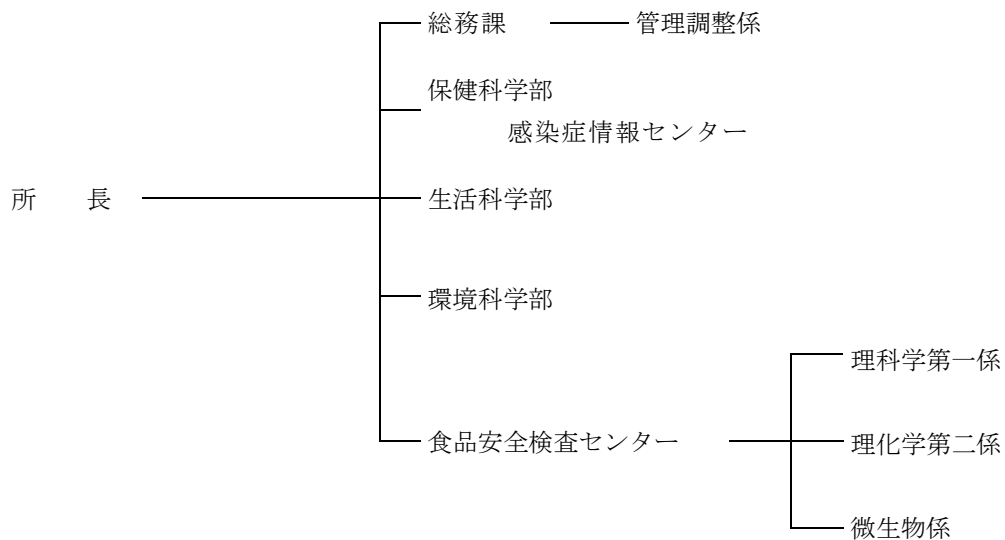 総務課 管理調整係
保健科学部
感染症情報センター
所 長
生活科学部
環境科学部
理科学第一係
食品安全検査センター
理化学第二係
微生物係